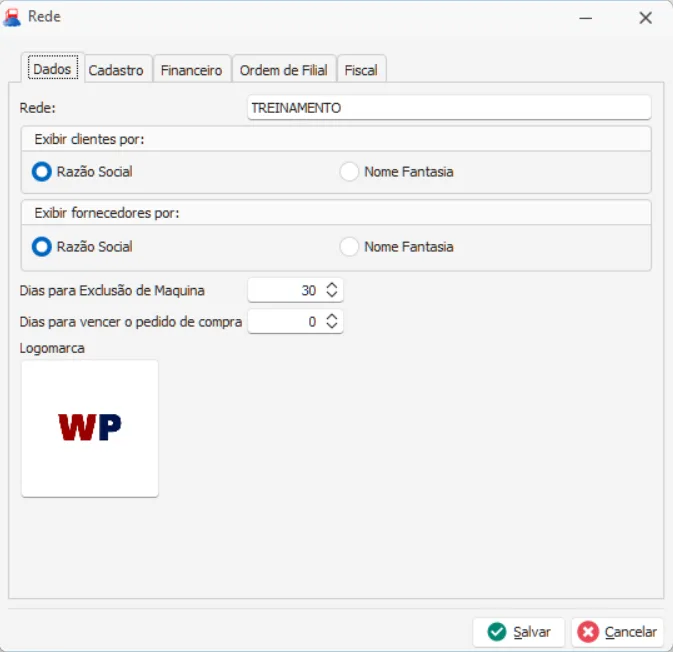 Rede
Dados Cadastro Financeiro Ordem de Filial Fiscal
Rede: TREINAMENTO
Exibir clientes por:
Razão Social Nome Fantasia
Exibir fornecedores por:
Razão Social Nome Fantasia
Dias para Exclusão de Maquina 30
Dias para vencer o pedido de compra 0
Logomarca
WP
Salvar Cancelar